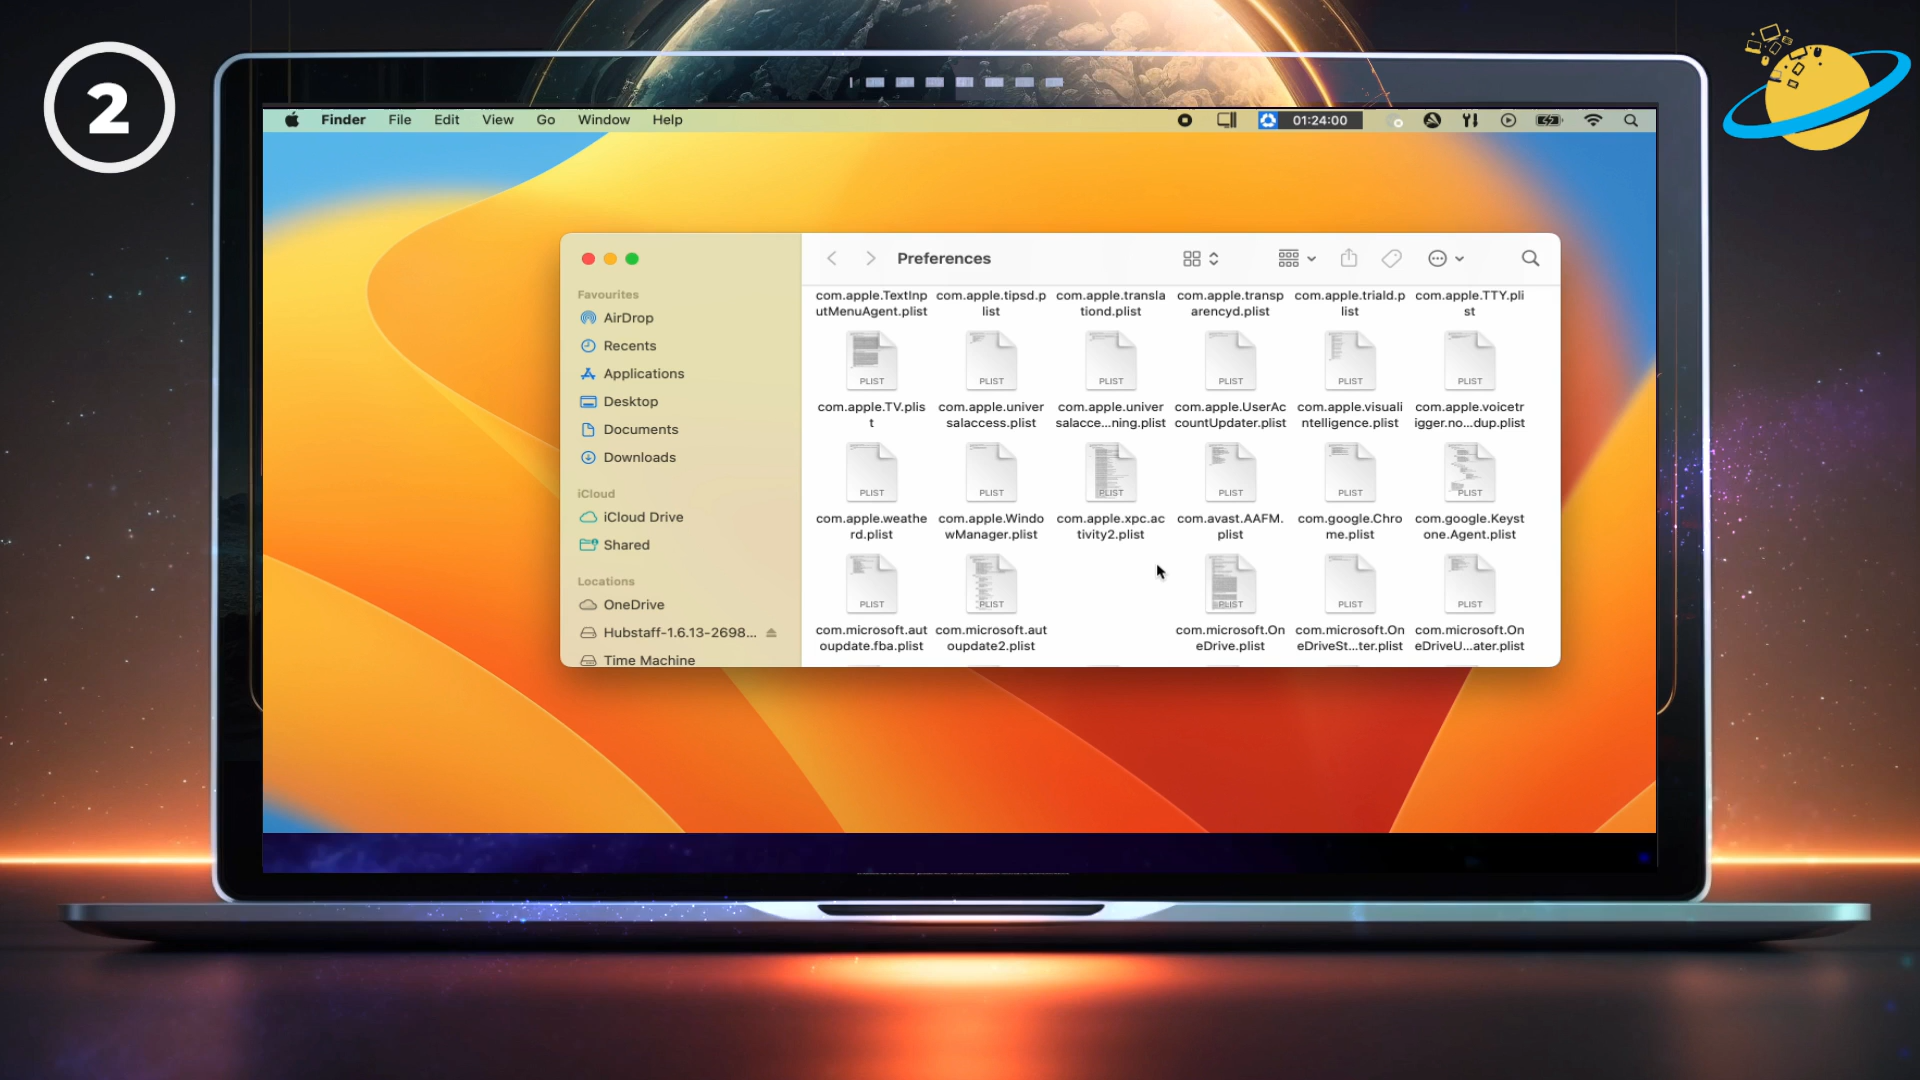 2
Finder File Edit View Go Window Help
01:24:00
Preferences
Favourites
AirDrop
Recents
Applications
Desktop
Documents
Downloads
iCloud
iCloud Drive
Shared
Locations
OneDrive
Hubstaff-1.6.13-2698...
Time Machine
com.apple.TextInp com.apple.tipsd.p com.apple.transla com.apple.transp com.apple.triald.p com.apple.TTY.pli
utMenuAgent.plist list tiond.plist arencyd.plist list st
PLIST PLIST PLIST PLIST PLIST PLIST
com.apple.TV.plis com.apple.univer com.apple.univer com.apple.UserAc com.apple.visuali com.apple.voicetr
t salaccess.plist salacce...ning.plist countUpdater.plist ntelligence.plist igger.no...dup.plist
PLIST PLIST PLIST PLIST PLIST PLIST
com.apple.weathe com.apple.Windo com.apple.xpc.ac com.avast.AAFM. com.google.Chro com.google.Keyst
rd.plist wManager.plist tivity2.plist plist me.plist one.Agent.plist
PLIST PLIST PLIST PLIST PLIST
com.microsoft.aut com.microsoft.aut com.microsoft.On com.microsoft.On com.microsoft.On
oupdate.fba.plist oupdate2.plist eDrive.plist eDriveSt...ter.plist eDriveU...ater.plist